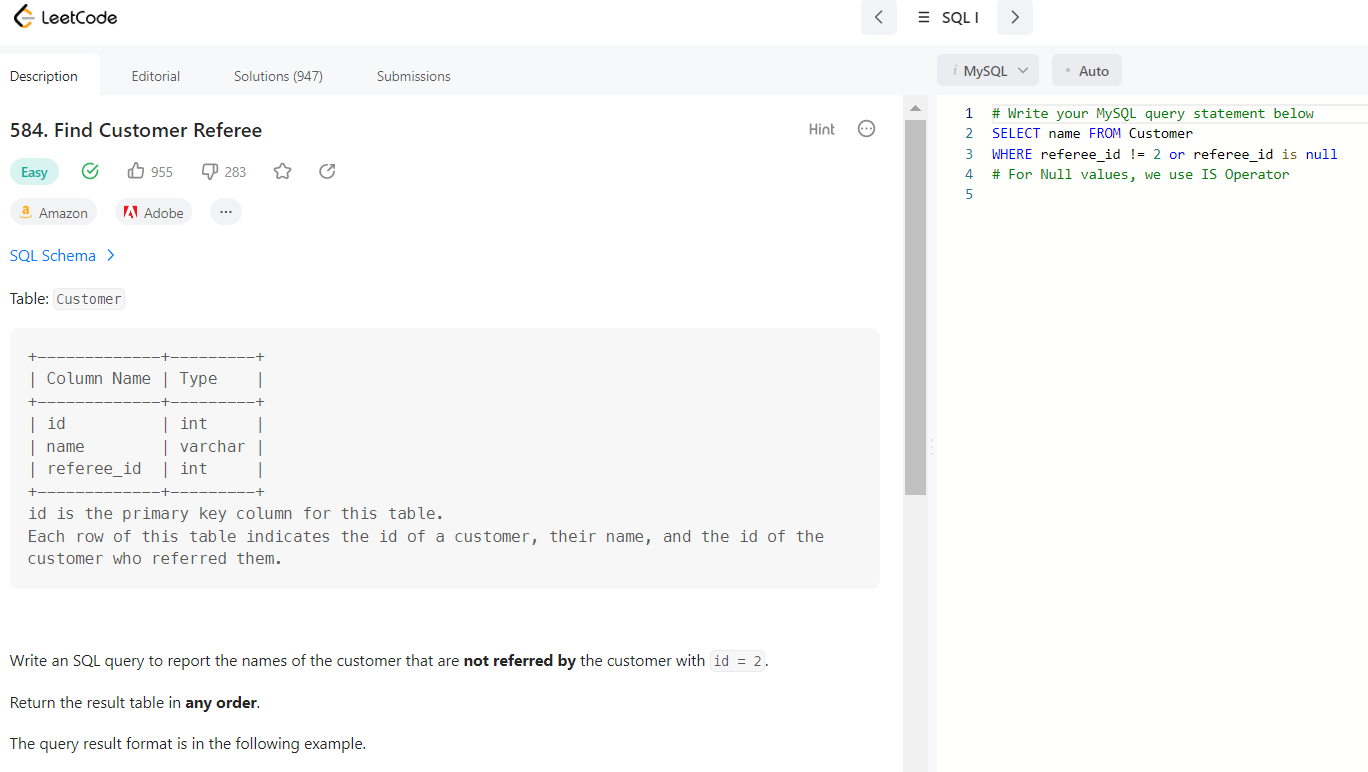 LeetCode
SQL I
Description Editorial Solutions (947) Submissions
584. Find Customer Referee
Hint
Easy 955 283
Amazon Adobe ...
SQL Schema
Table: Customer
+-------------+---------+
| Column Name | Type    |
+-------------+---------+
| id          | int     |
| name        | varchar |
| referee_id  | int     |
+-------------+---------+
id is the primary key column for this table.
Each row of this table indicates the id of a customer, their name, and the id of the
customer who referred them.
Write an SQL query to report the names of the customer that are not referred by the customer with id = 2.
Return the result table in any order.
The query result format is in the following example.
i MySQL Auto
1 # Write your MySQL query statement below
2 SELECT name FROM Customer
3 WHERE referee_id != 2 or referee_id is null
4 # For Null values, we use IS Operator
5